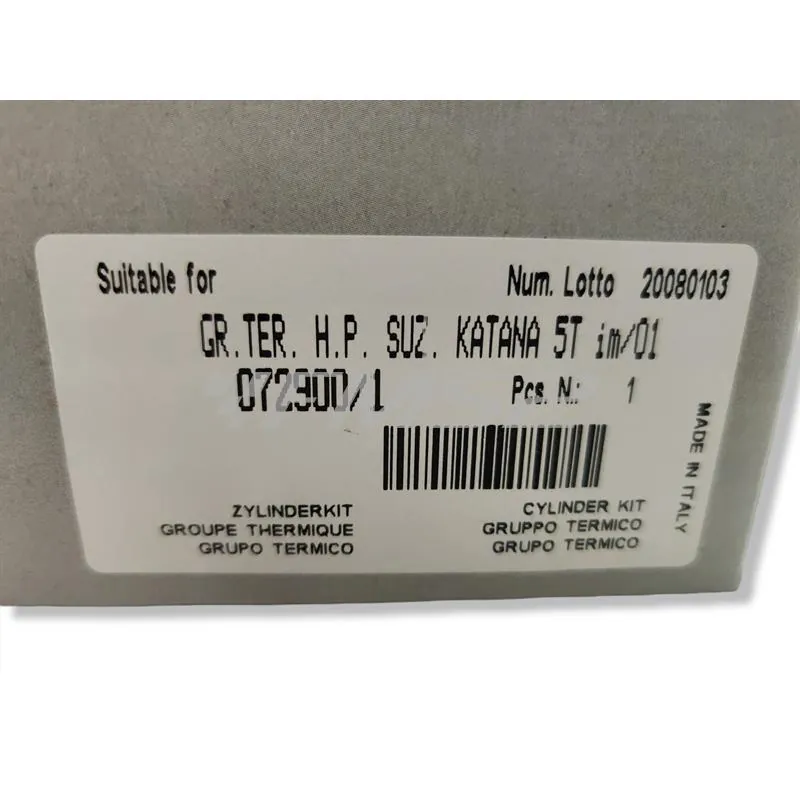 Suitable for Num. Lotto 20080103
GR.TER. H.P. SUZ. KATANA 5T im/01
072900/1 Pcs. N.: 1
MADE IN ITALY
ZYLINDERKIT CYLINDER KIT
GROUPE THERMIQUE GRUPPO TERMICO
GRUPO TERMICO GRUPO TERMICO